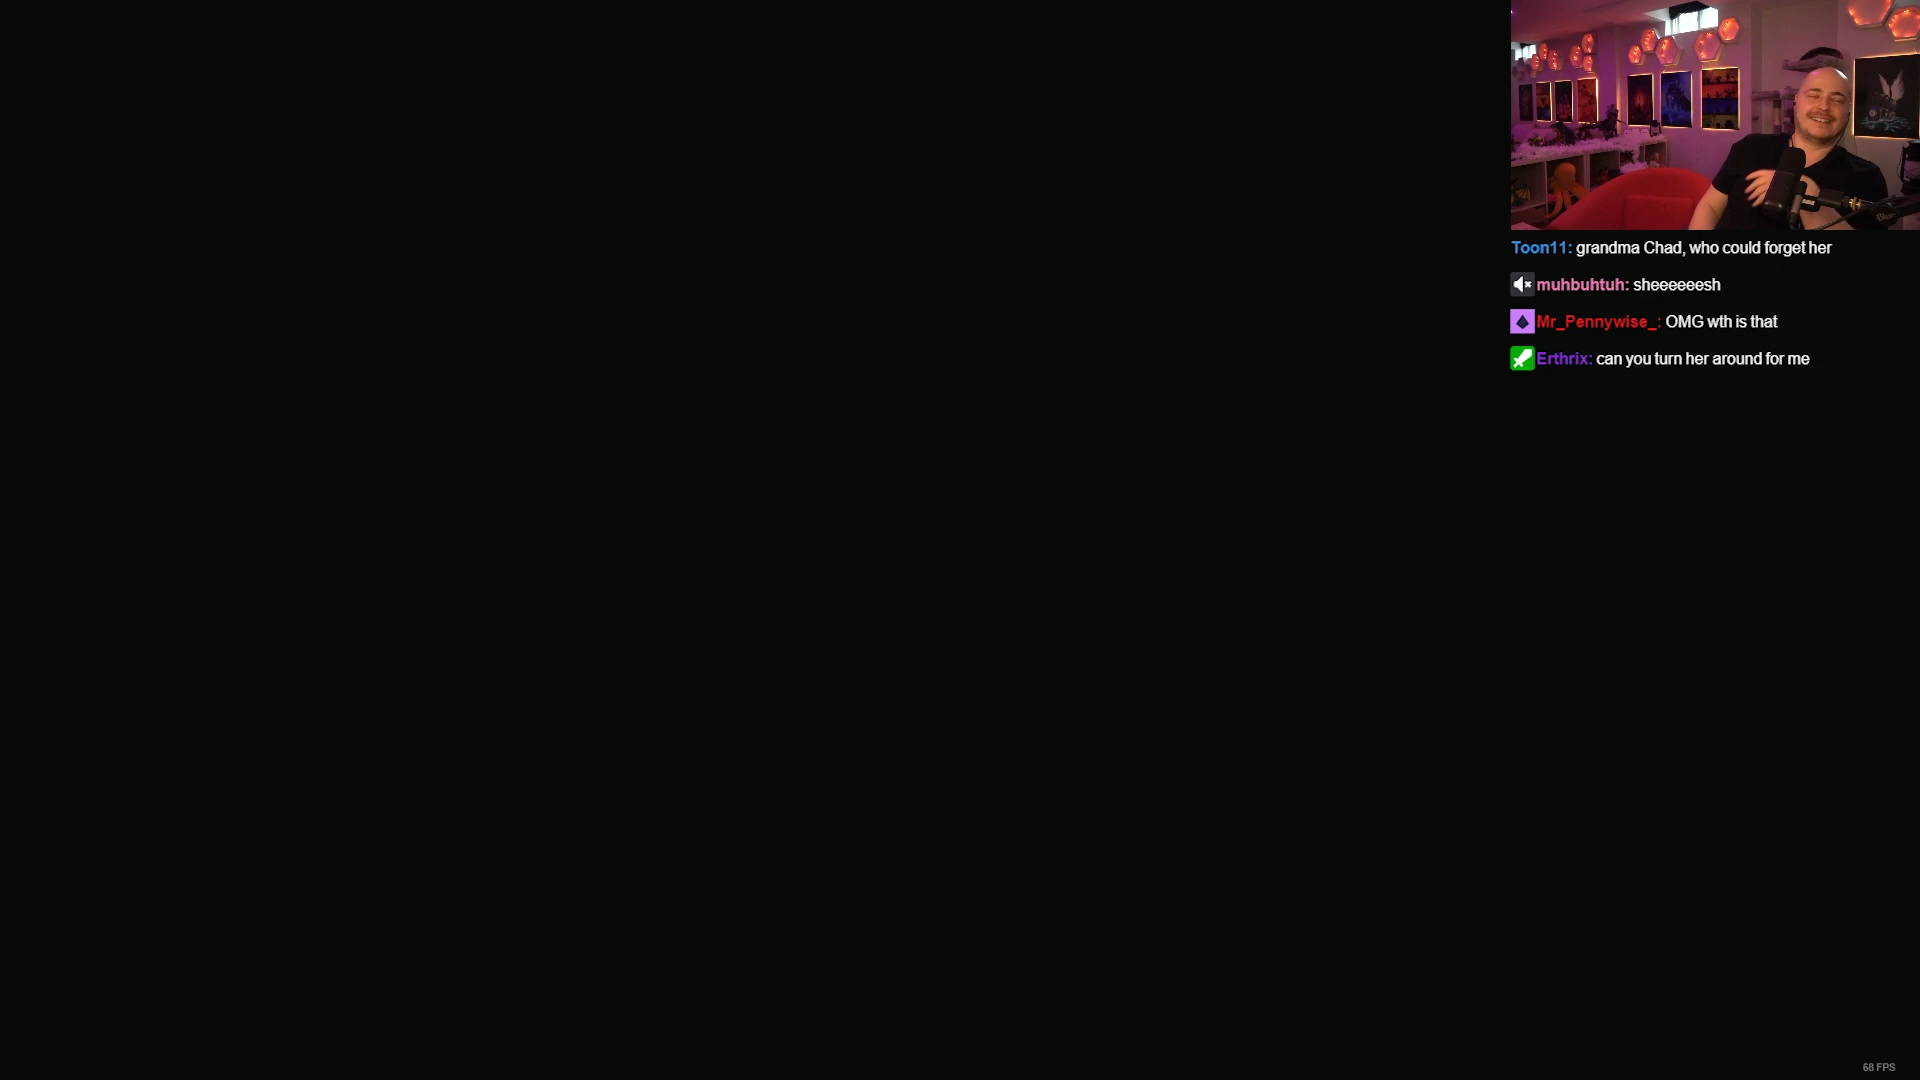 Toon11: grandma Chad, who could forget her
muhbuhtuh: sheeeeeesh
Mr_Pennywise_: OMG wth is that
Erthrix: can you turn her around for me
68 FPS